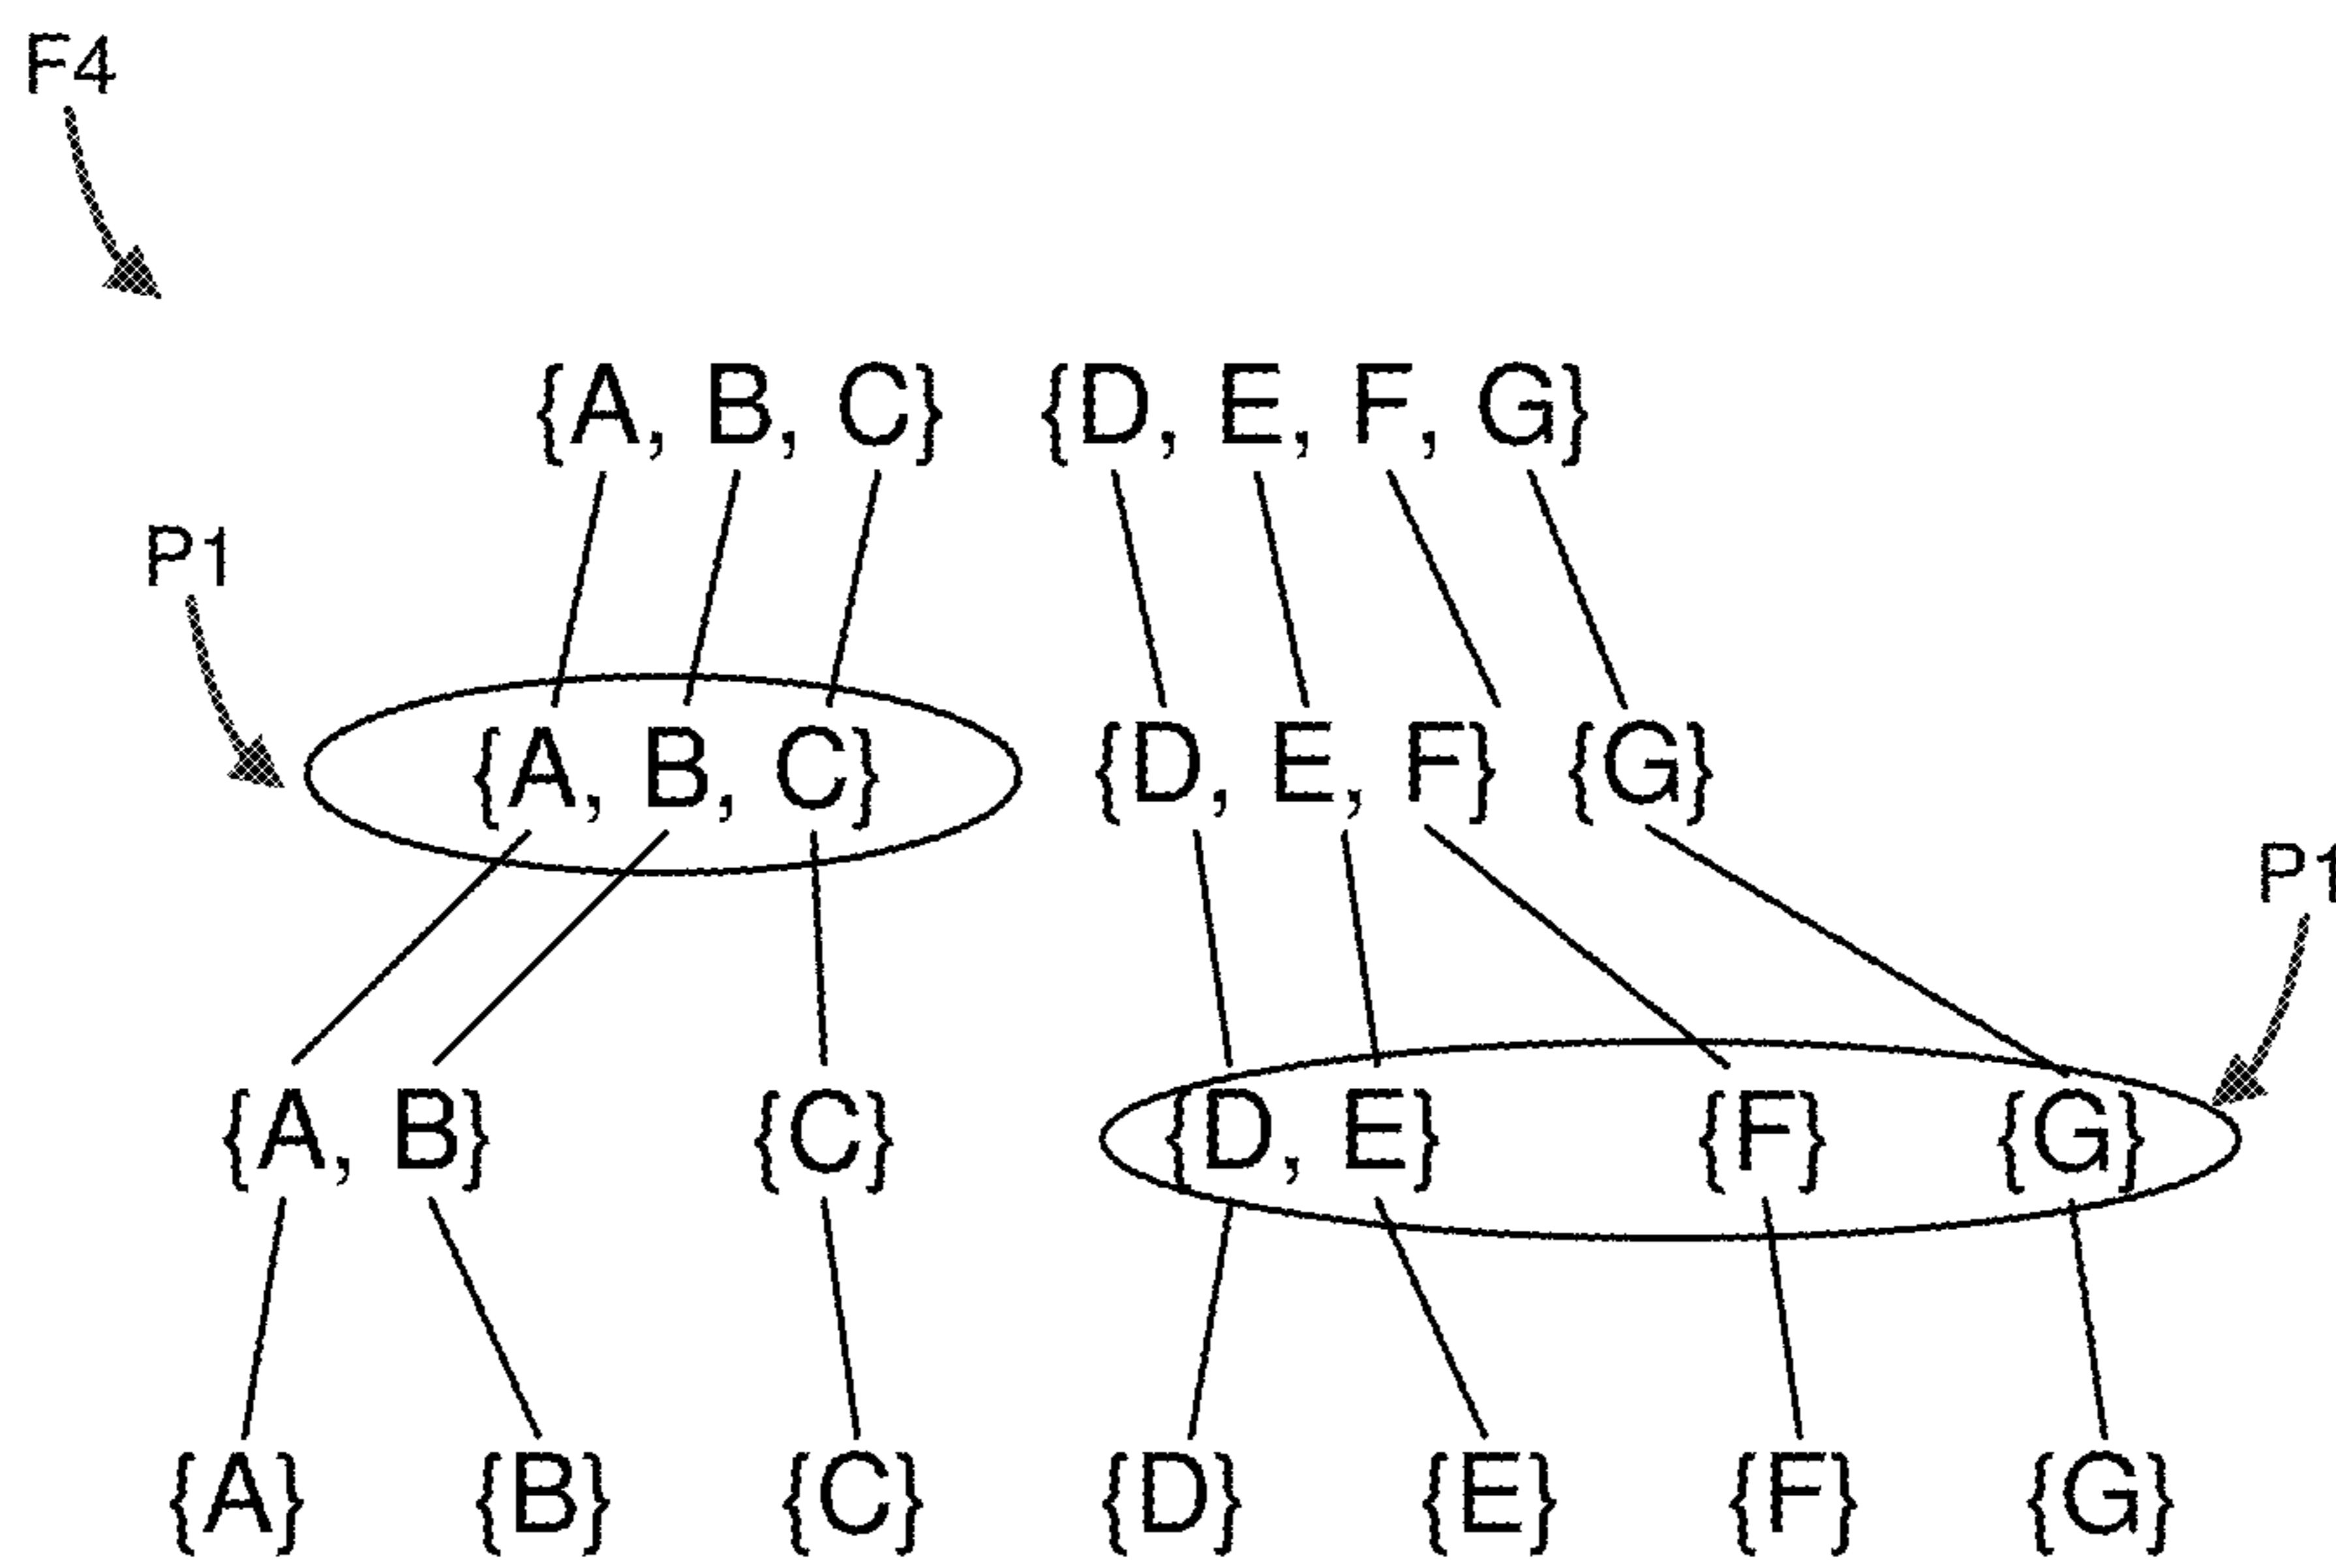 F4
{A, B, C} {D, E, F, G}
P1
{A, B, C} {D, E, F} {G}
P1
{A, B} {C} {D, E} {F} {G}
{A} {B} {C} {D} {E} {F} {G}